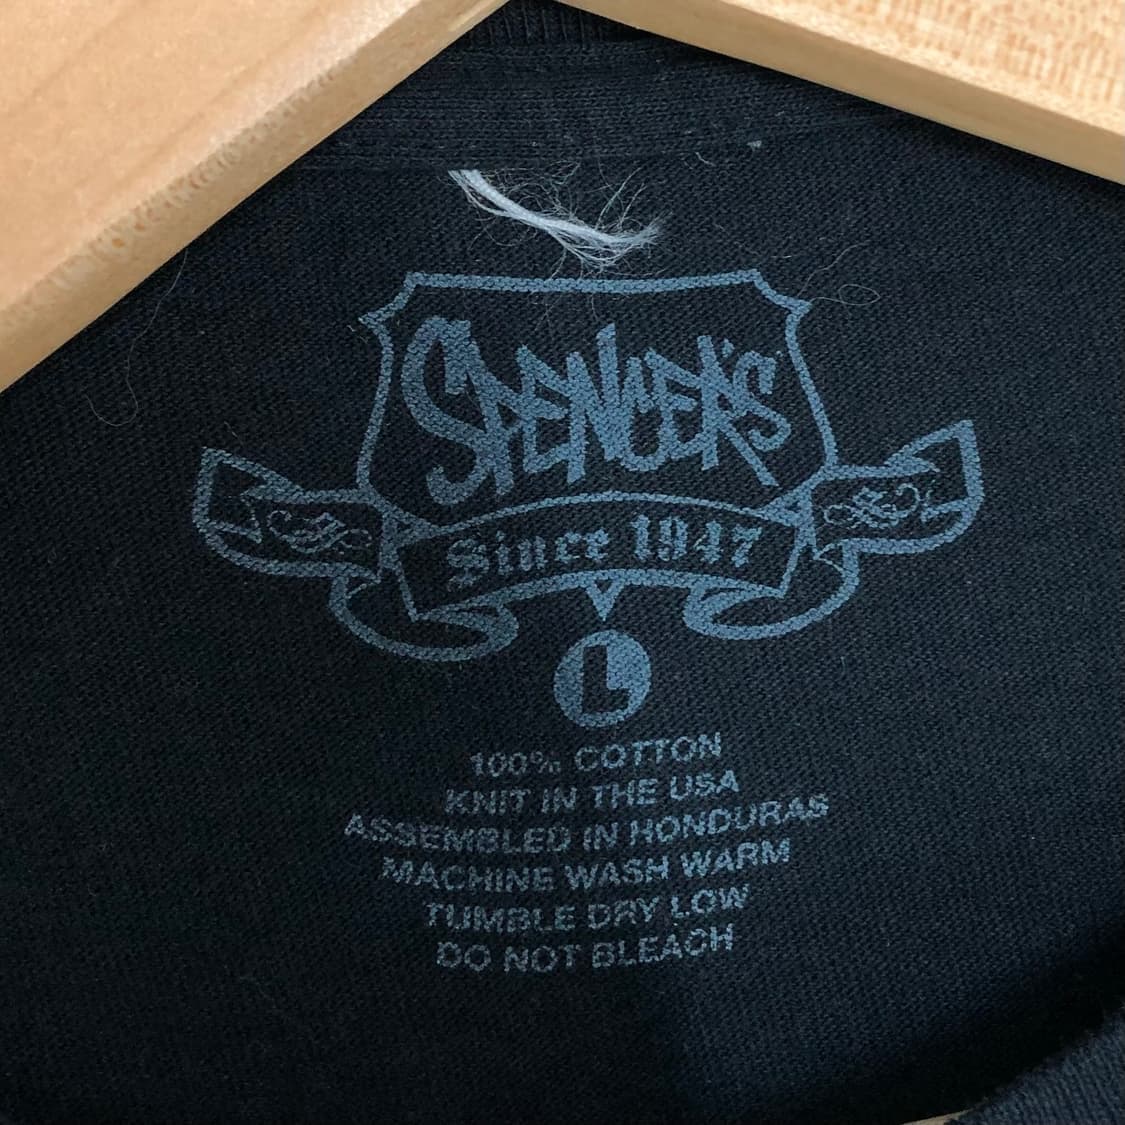 SPENCER'S
Since 1947
L
100% COTTON
KNIT IN THE USA
ASSEMBLED IN HONDURAS
MACHINE WASH WARM
TUMBLE DRY LOW
DO NOT BLEACH